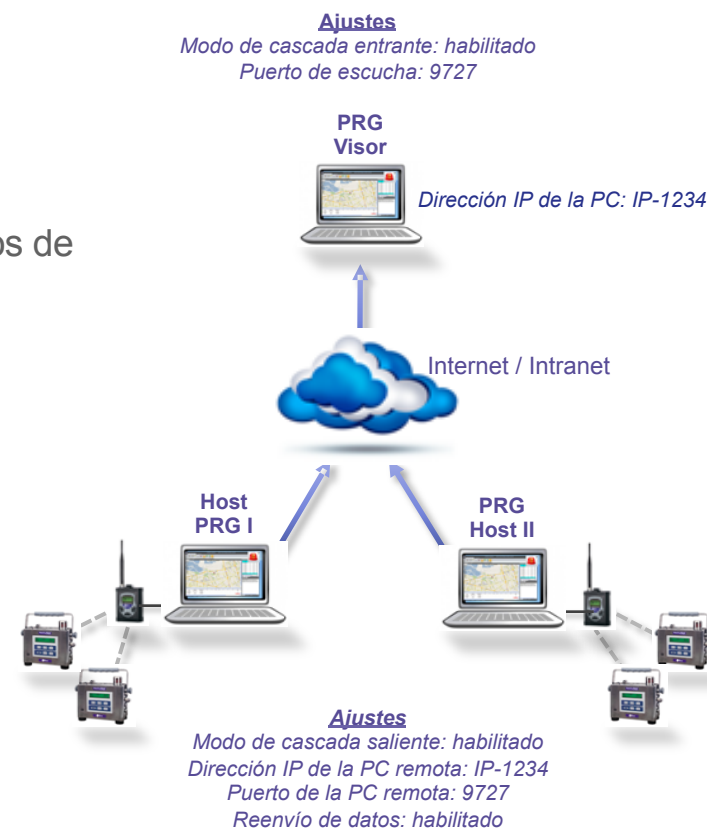 Ajustes
Modo de cascada entrante: habilitado
Puerto de escucha: 9727
PRG
Visor
Dirección IP de la PC: IP-1234
os de
Internet / Intranet
Host
PRG I
PRG
Host II
Ajustes
Modo de cascada saliente: habilitado
Dirección IP de la PC remota: IP-1234
Puerto de la PC remota: 9727
Reenvío de datos: habilitado